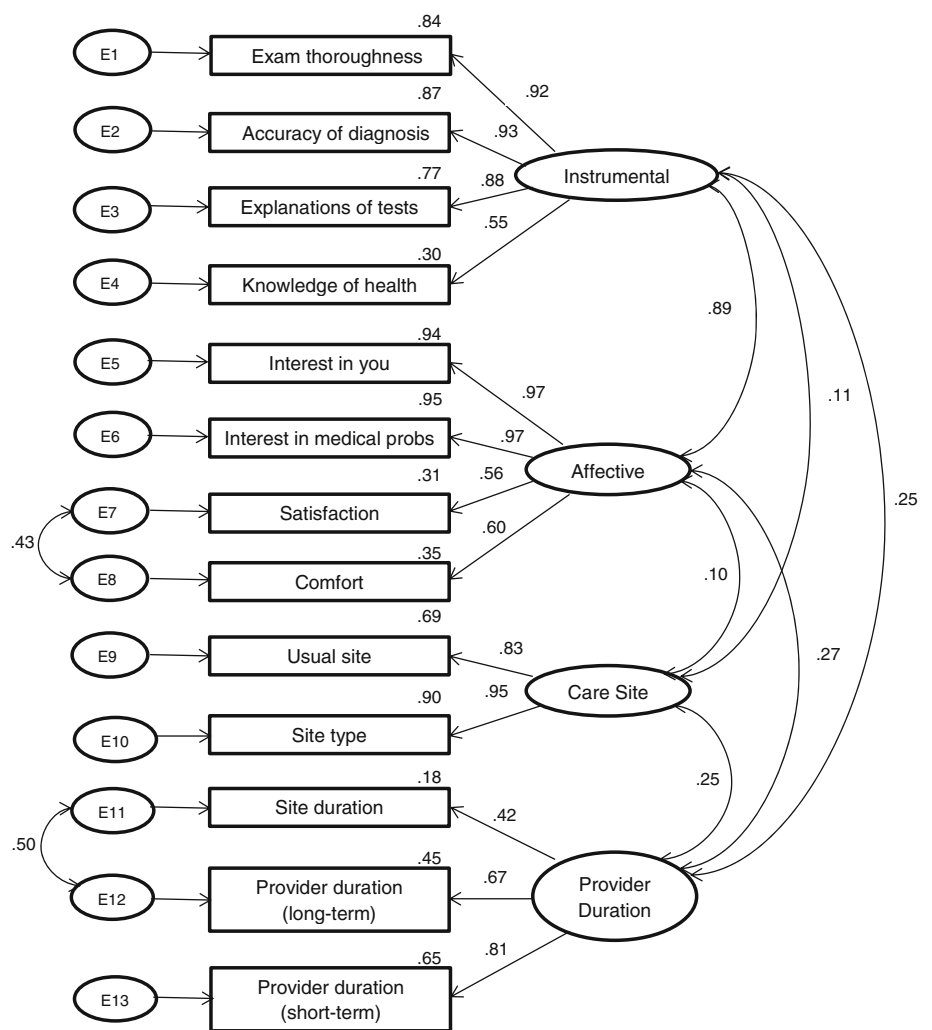 .84
E1
Exam thoroughness
.92
.87
E2
Accuracy of diagnosis
.93
.77
E3
Explanations of tests
.88
Instrumental
.55
.30
E4
Knowledge of health
.89
.94
E5
Interest in you
.97
.11
.95
E6
Interest in medical probs
.97
Affective
.31
.56
E7
Satisfaction
.25
.43
.60
.35
E8
Comfort
.10
.69
E9
Usual site
.83
.27
.90
.95
Care Site
E10
Site type
.18
.25
E11
Site duration
.42
.50
.45
E12
Provider duration
(long-term)
.67
Provider
Duration
.81
.65
E13
Provider duration
(short-term)